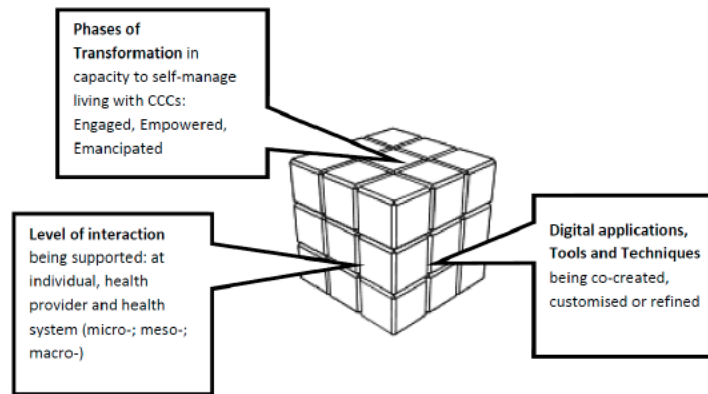 Phases of
Transformation in
capacity to self-manage
living with CCCs:
Engaged, Empowered,
Emancipated
Level of interaction
being supported: at
individual, health
provider and health
system (micro-; meso-;
macro-)
Digital applications,
Tools and Techniques
being co-created,
customised or refined